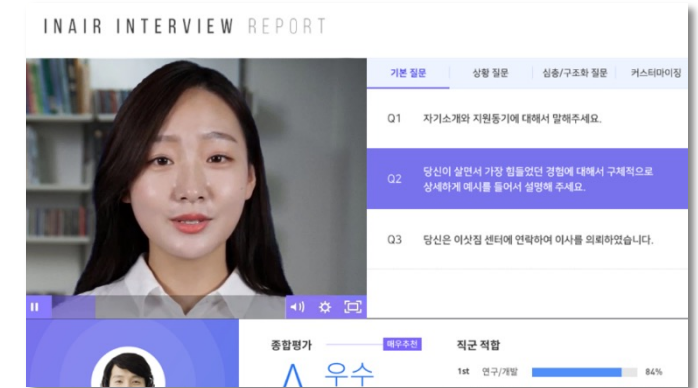 INAIR INTERVIEW REPORT
기본 질문
상황 질문
심층/구조화 질문
커스터마이징
Q1 자기소개와 지원동기에 대해서 말해주세요.
Q2 당신이 살면서 가장 힘들었던 경험에 대해서 구체적으로
상세하게 예시를 들어서 설명해 주세요.
Q3 당신은 이삿짐 센터에 연락하여 이사를 의뢰하였습니다.
종합평가
매우추천
A 우수
직군 적합
1st 연구/개발 84%